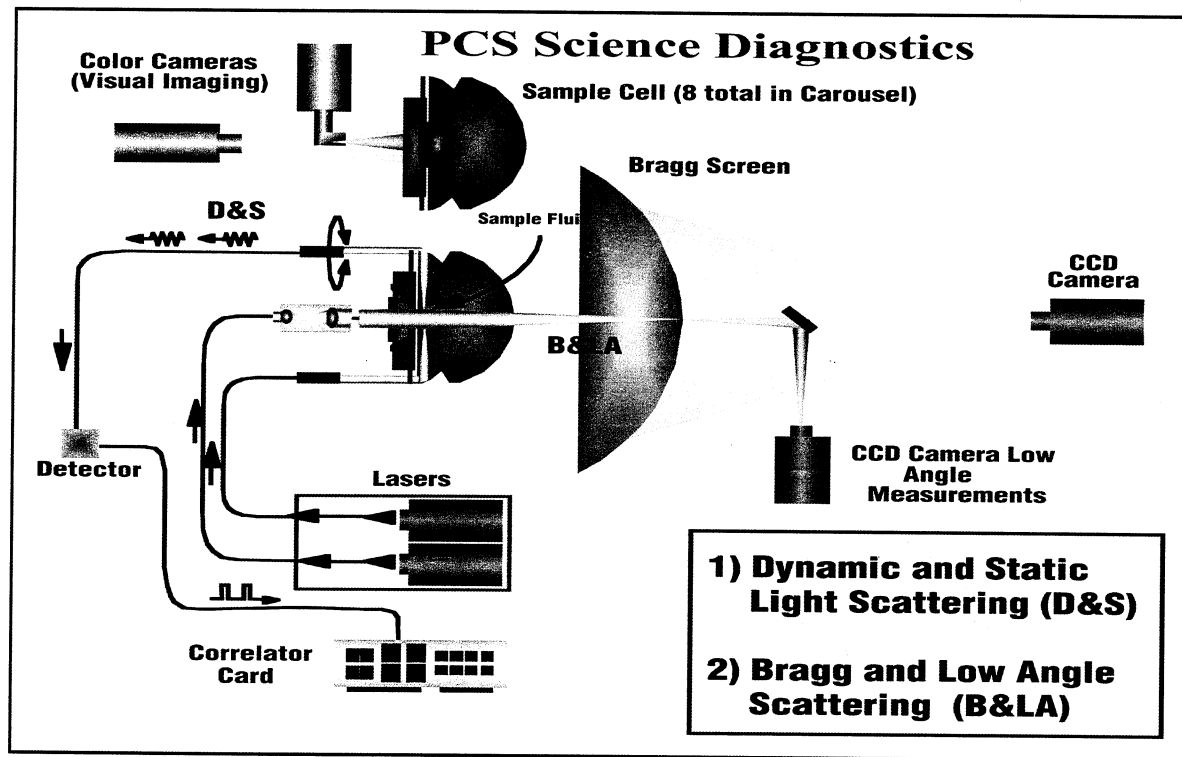 PCS Science Diagnostics
Color Cameras
(Visual Imaging)
Sample Cell (8 total in Carousel)
Bragg Screen
D&S
Sample Flui
CCD
Camera
B&LA
Detector
Lasers
CCD Camera Low
Angle
Measurements
Correlator
Card
1) Dynamic and Static
Light Scattering (D&S)
2) Bragg and Low Angle
Scattering (B&LA)